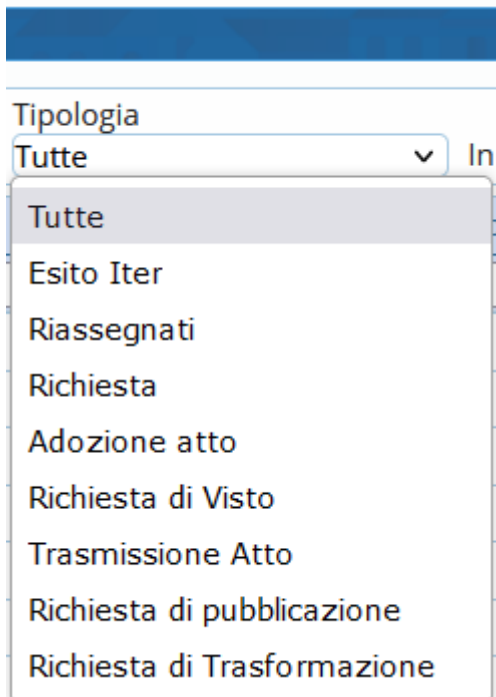 Tipologia
Tutte In
Tutte
Esito Iter
Riassegnati
Richiesta
Adozione atto
Richiesta di Visto
Trasmissione Atto
Richiesta di pubblicazione
Richiesta di Trasformazione